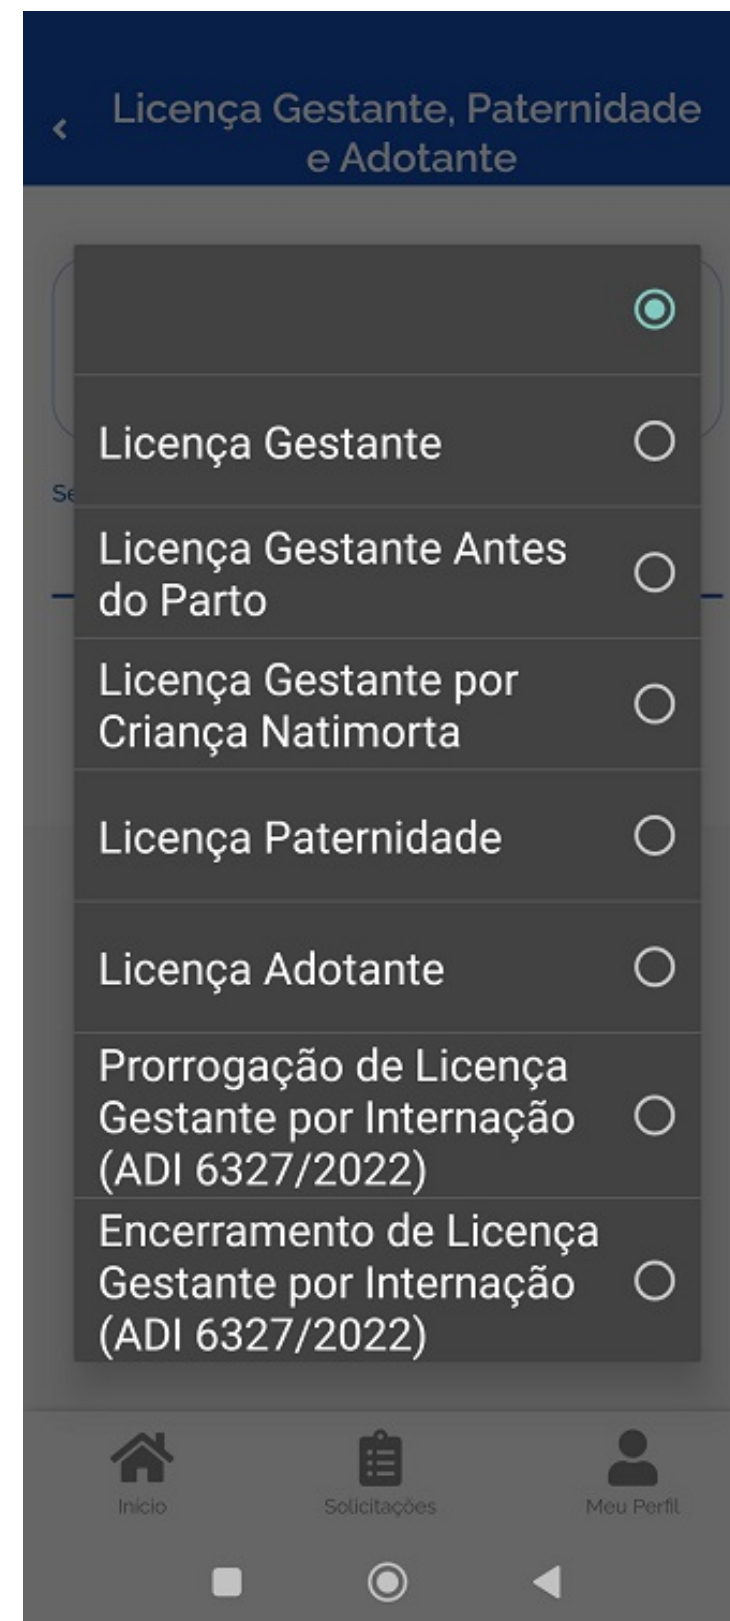 Licença Gestante, Paternidade
e Adotante
Licença Gestante
Se
Licença Gestante Antes
do Parto
Licença Gestante por
Criança Natimorta
Licença Paternidade
Licença Adotante
Prorrogação de Licença
Gestante por Internação
(ADI 6327/2022)
Encerramento de Licença
Gestante por Internação
(ADI 6327/2022)
Início
Solicitações
Meu Perfil